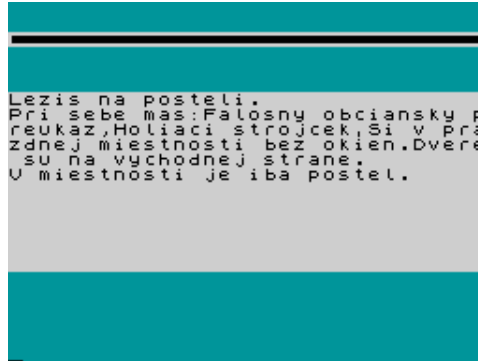 Lezis na posteli.
Pri sebe mas:Falosny obciansky p
reukaz,Holiaci strojcek,Si v pra
zdnej miestnosti bez okien.Dvere
su na vychodnej strane.
V miestnosti je iba postel.